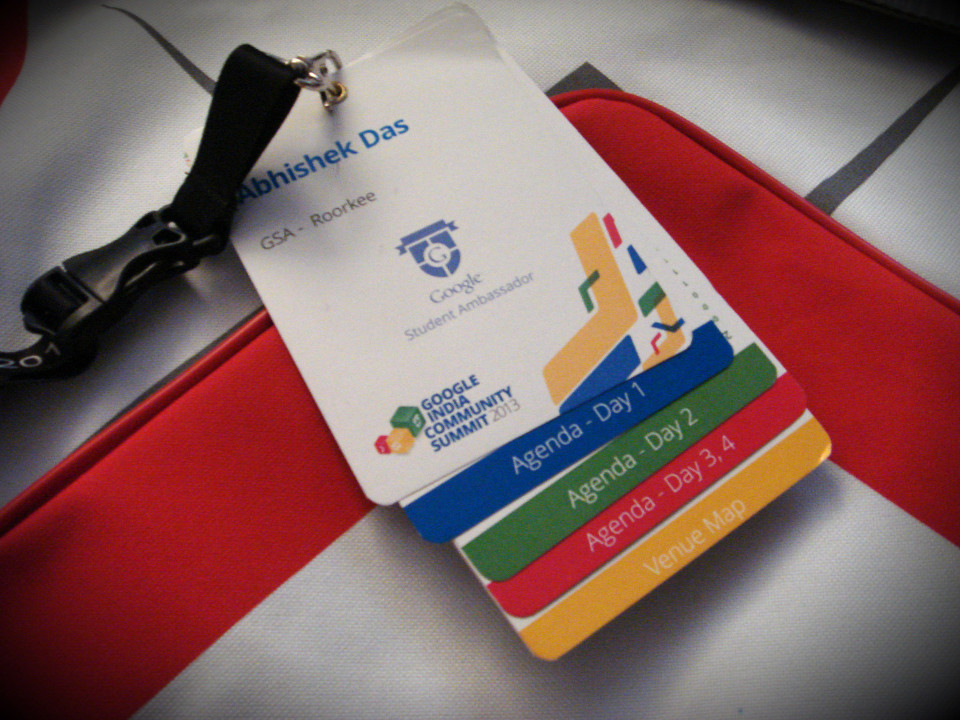 Abhishek Das
GSA - Roorkee
G
Google
Student Ambassador
GOOGLE
INDIA
COMMUNITY
SUMMIT 2013
Agenda - Day 1
Agenda - Day 2
Agenda - Day 3, 4
Venue Map
201